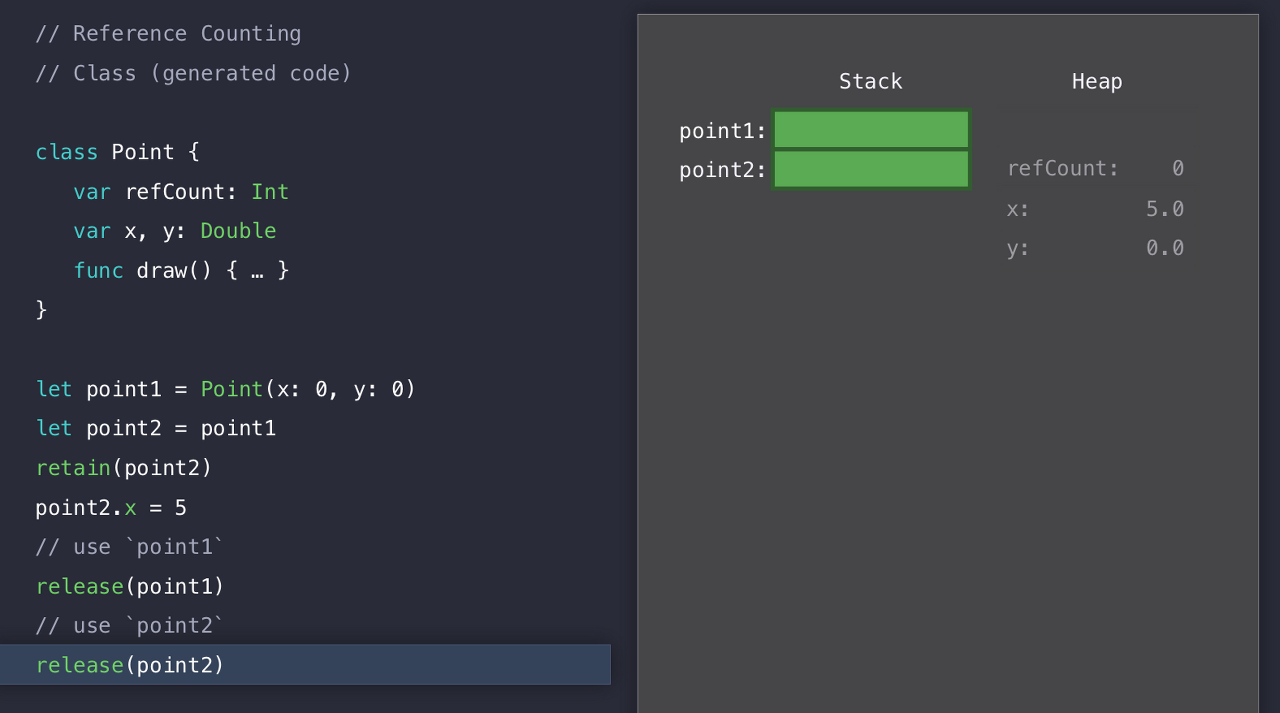 // Reference Counting
// Class (generated code)
class Point {
var refCount: Int
var x, y: Double
func draw() { … }
}
let point1 = Point(x: 0, y: 0)
let point2 = point1
retain(point2)
point2.x = 5
// use `point1`
release(point1)
// use `point2`
release(point2)
Stack Heap
point1:
point2:
refCount: 0
x: 5.0
y: 0.0